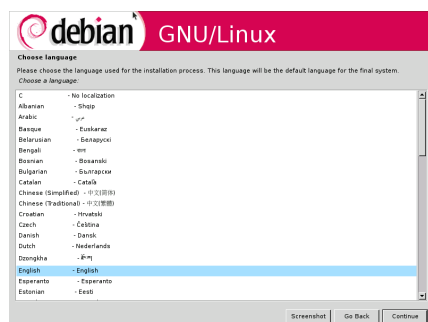 debian GNU/Linux
Choose language
Please choose the language used for the installation process. This language will be the default language for the final system.
Choose a language:
C - No localization
Albanian - Shqip
Arabic - عربي
Basque - Euskaraz
Belarusian - Беларускі
Bengali - বাংলা
Bosnian - Bosanski
Bulgarian - Български
Catalan - Català
Chinese (Simplified) - 中文(简体)
Chinese (Traditional) - 中文(繁體)
Croatian - Hrvatski
Czech - Čeština
Danish - Dansk
Dutch - Nederlands
Dzongkha -
English - English
Esperanto - Esperanto
Estonian - Eesti
Screenshot Go Back Continue